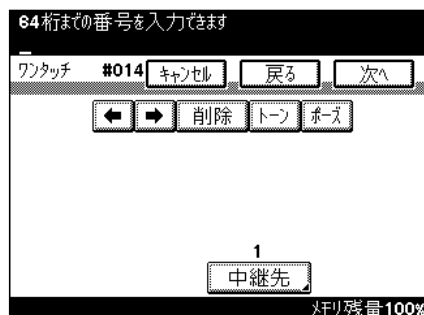 64桁までの番号を入力できます
ワンタッチ #014 キャンセル 戻る 次へ
← → 削除 トーン ポーズ
1
中継先
メモリ残量100%